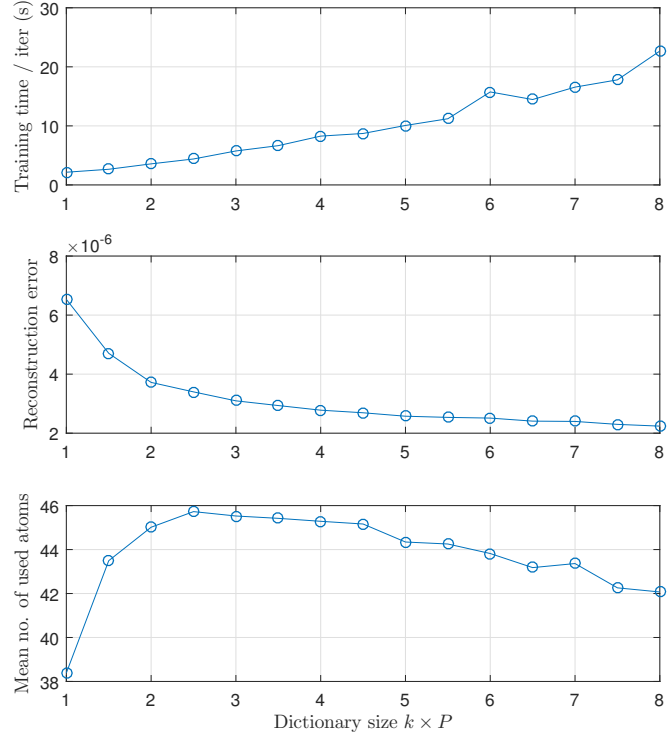 Training time / iter (s)
30
20
10
0
1 2 3 4 5 6 7 8
×10^-6
Reconstruction error
8
6
4
2
1 2 3 4 5 6 7 8
Mean no. of used atoms
46
44
42
40
38
1 2 3 4 5 6 7 8
Dictionary size k × P